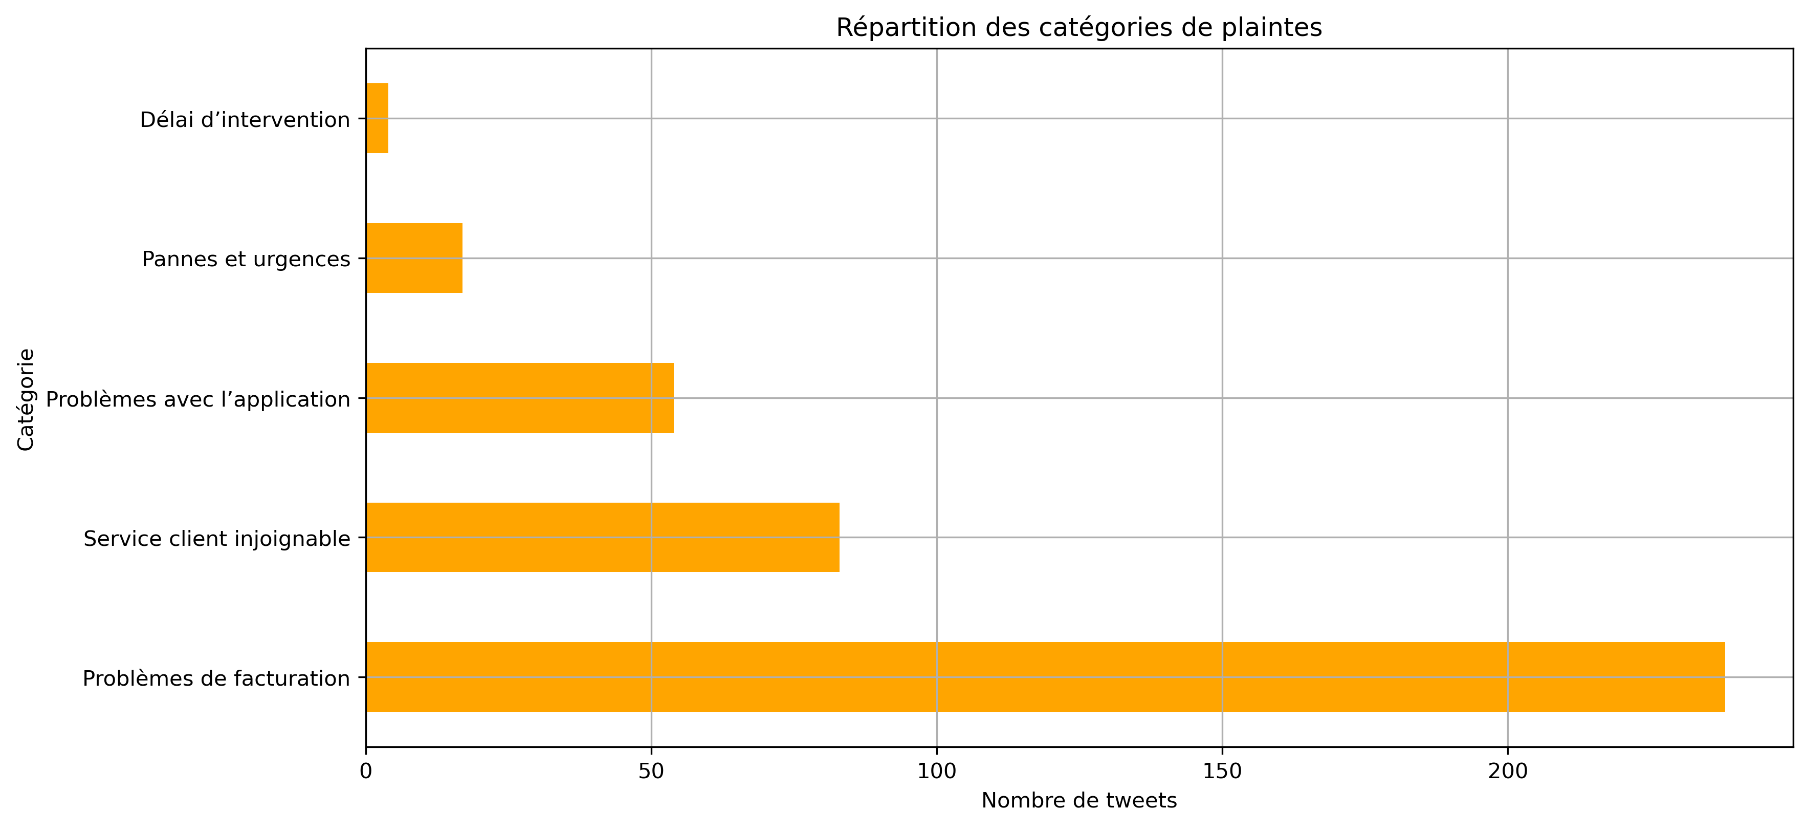 Répartition des catégories de plaintes
Délai d’intervention
Pannes et urgences
Problèmes avec l’application
Service client injoignable
Problèmes de facturation
Catégorie
0 50 100 150 200
Nombre de tweets